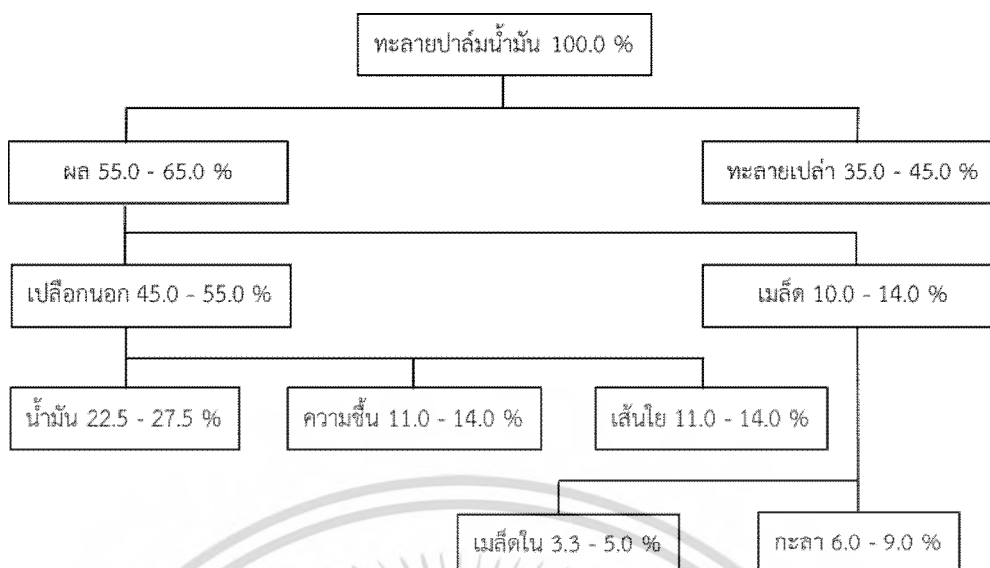 ทะลายปาล์มน้ำมัน 100.0 %
ผล 55.0 - 65.0 %
ทะลายเปล่า 35.0 - 45.0 %
เปลือกนอก 45.0 - 55.0 %
เมล็ด 10.0 - 14.0 %
น้ำมัน 22.5 - 27.5 %
ความชื้น 11.0 - 14.0 %
เส้นใย 11.0 - 14.0 %
เมล็ดใน 3.3 - 5.0 %
กะลา 6.0 - 9.0 %